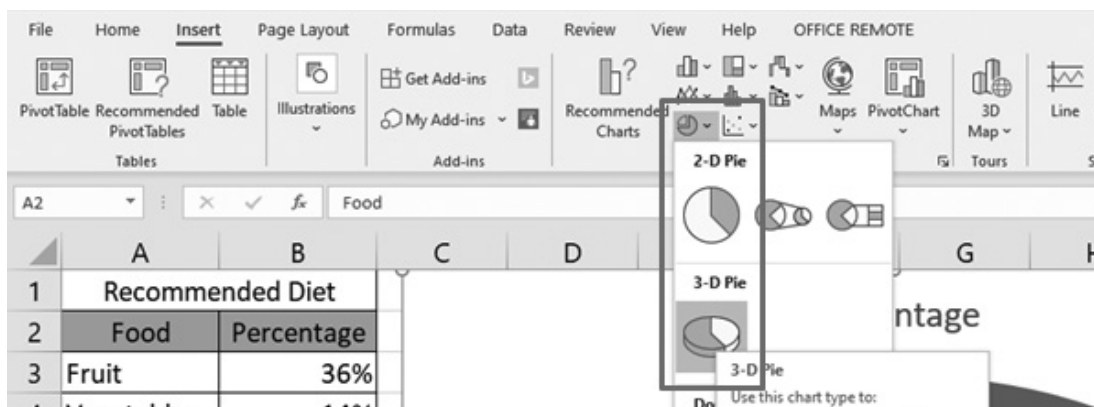 File Home Insert Page Layout Formulas Data Review View Help OFFICE REMOTE
PivotTable Recommended PivotTables Table
Illustrations
Get Add-ins
My Add-ins
Recommended Charts
Maps PivotChart
3D Map
Line
Tables Add-ins Tours
2-D Pie
A2 fx Food
A B C D G
3-D Pie
1 Recommended Diet
ntage
2 Food Percentage
3 Fruit 36%
3-D Pie
Use this chart type to: